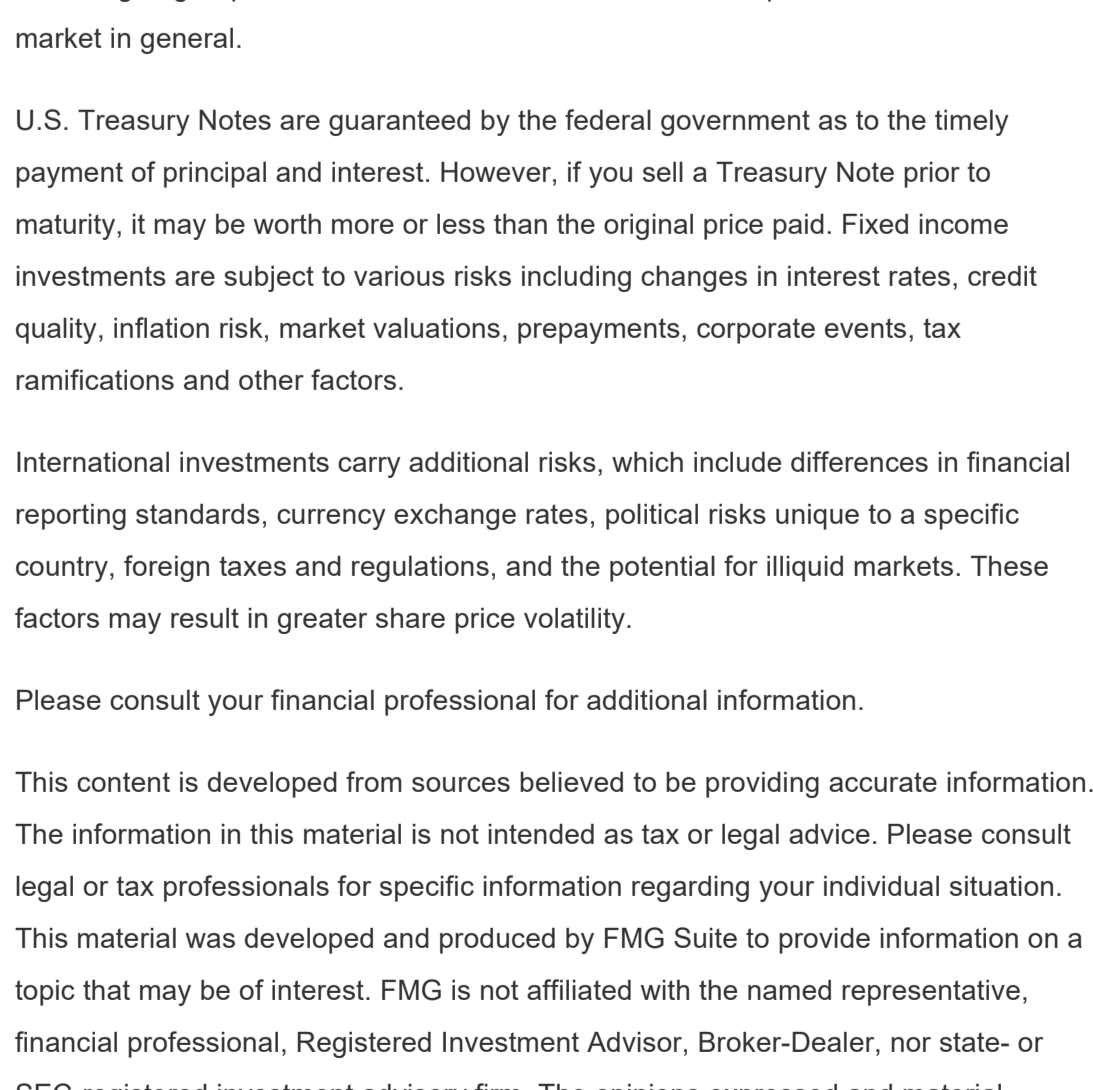 market in general.
U.S. Treasury Notes are guaranteed by the federal government as to the timely
payment of principal and interest. However, if you sell a Treasury Note prior to
maturity, it may be worth more or less than the original price paid. Fixed income
investments are subject to various risks including changes in interest rates, credit
quality, inflation risk, market valuations, prepayments, corporate events, tax
ramifications and other factors.
International investments carry additional risks, which include differences in financial
reporting standards, currency exchange rates, political risks unique to a specific
country, foreign taxes and regulations, and the potential for illiquid markets. These
factors may result in greater share price volatility.
Please consult your financial professional for additional information.
This content is developed from sources believed to be providing accurate information.
The information in this material is not intended as tax or legal advice. Please consult
legal or tax professionals for specific information regarding your individual situation.
This material was developed and produced by FMG Suite to provide information on a
topic that may be of interest. FMG is not affiliated with the named representative,
financial professional, Registered Investment Advisor, Broker-Dealer, nor state- or
SEC-registered investment advisory firm. The opinions expressed and material